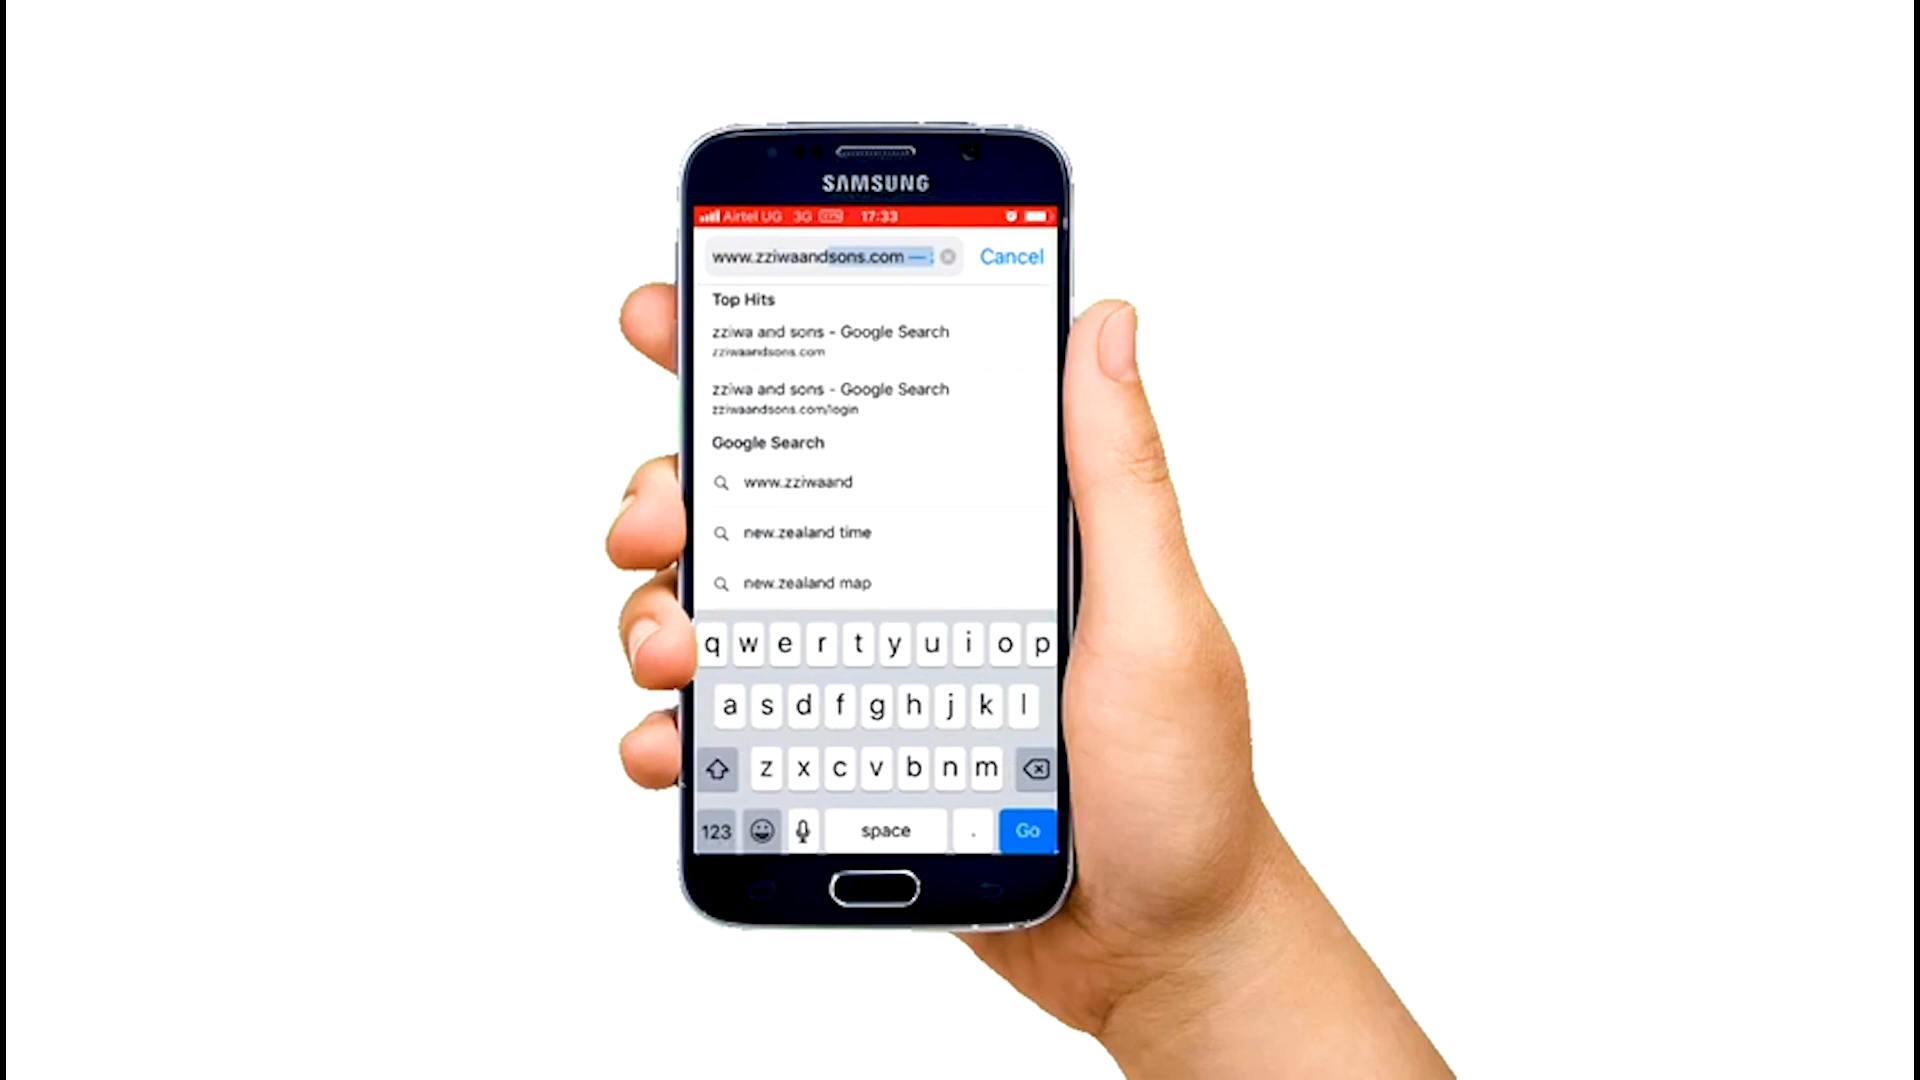 SAMSUNG
Airtel UG 3G 17:33
www.zziwaandsons.com — Cancel
Top Hits
zziwa and sons - Google Search
zziwaandsons.com
zziwa and sons - Google Search
zziwaandsons.com/login
Google Search
www.zziwaand
new.zealand time
new.zealand map
q w e r t y u i o p
a s d f g h j k l
z x c v b n m
123 space . Go